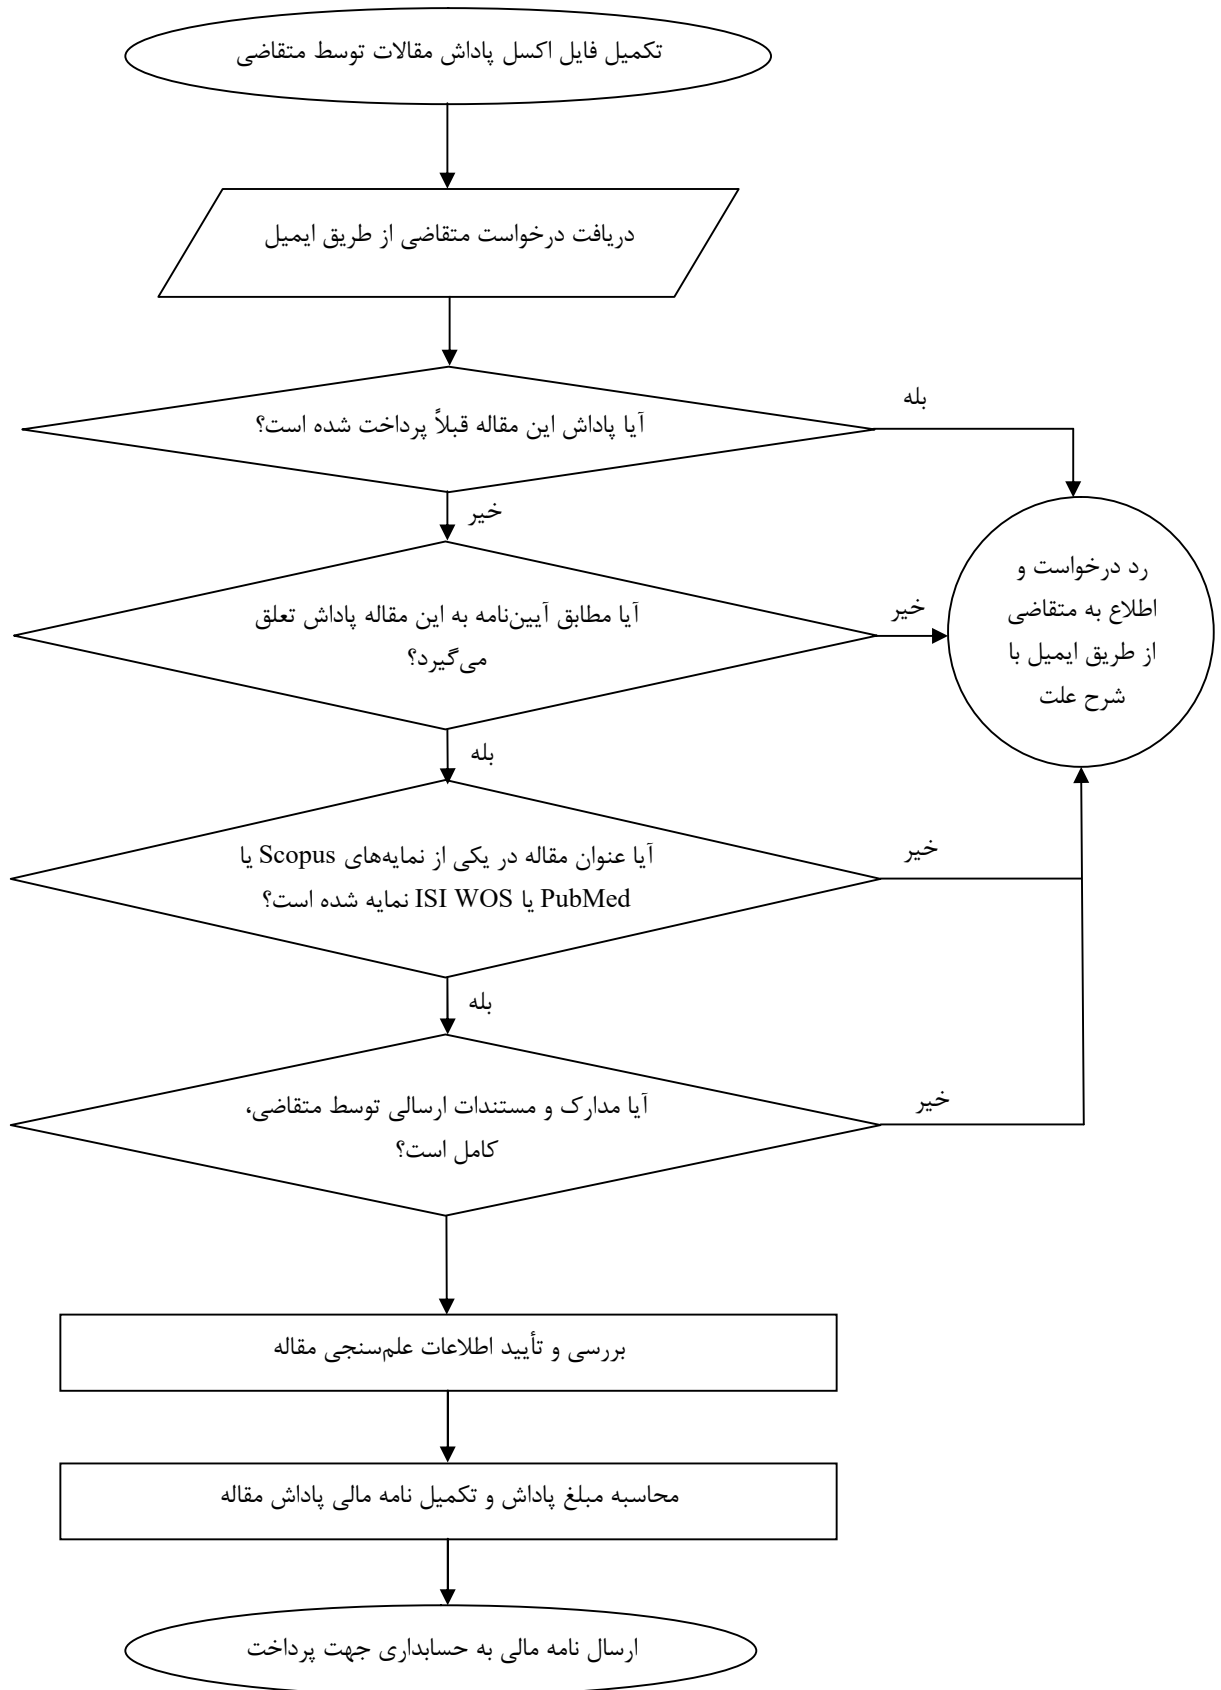 تکمیل فایل اکسل پاداش مقالات توسط متقاضی
دریافت درخواست متقاضی از طریق ایمیل
آیا پاداش این مقاله قبلاً پرداخت شده است؟
بله
خیر
آیا مطابق آیین‌نامه به این مقاله پاداش تعلق
می‌گیرد؟
خیر
رد درخواست و
اطلاع به متقاضی
از طریق ایمیل با
شرح علت
بله
آیا عنوان مقاله در یکی از نمایه‌های Scopus یا
PubMed یا ISI WOS نمایه شده است؟
خیر
بله
آیا مدارک و مستندات ارسالی توسط متقاضی،
کامل است؟
خیر
بررسی و تأیید اطلاعات علم‌سنجی مقاله
محاسبه مبلغ پاداش و تکمیل نامه مالی پاداش مقاله
ارسال نامه مالی به حسابداری جهت پرداخت